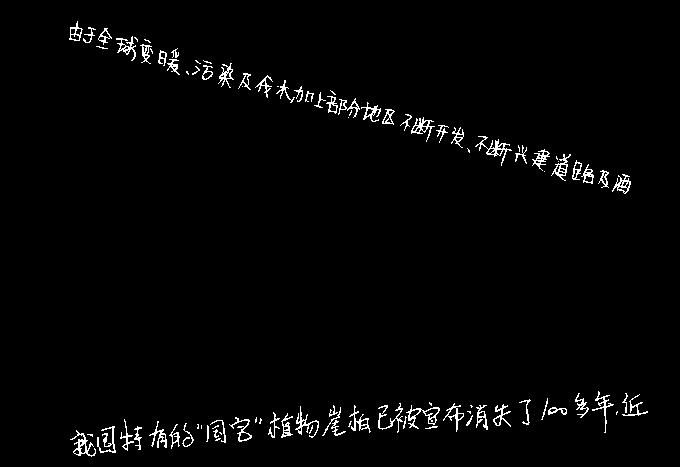 由于全球变暖、污染及伐木,加上部分地区不断开发、不断兴建道路及酒
我国特有的“国宝”植物崖柏已被宣布消失了100多年,近